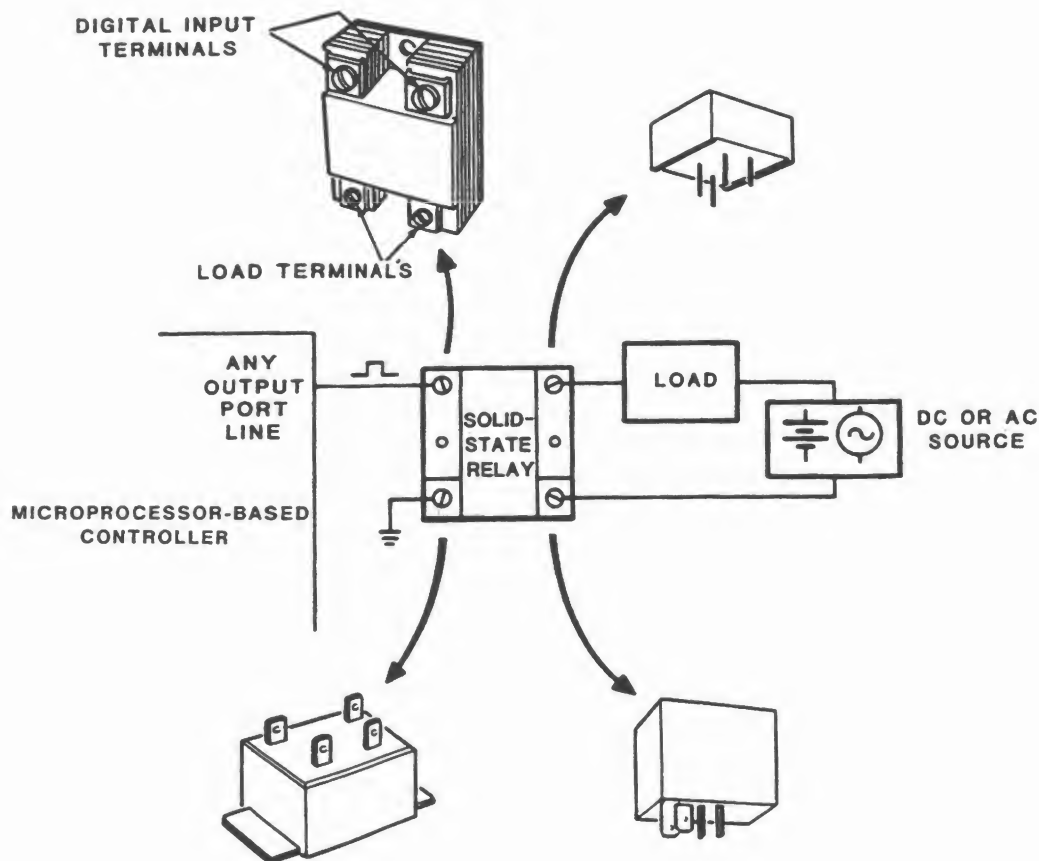 DIGITAL INPUT
TERMINALS
LOAD TERMINALS
ANY
OUTPUT
PORT
LINE
MICROPROCESSOR-BASED
CONTROLLER
SOLID-
STATE
RELAY
LOAD
DC OR AC
SOURCE
C
C
C
C